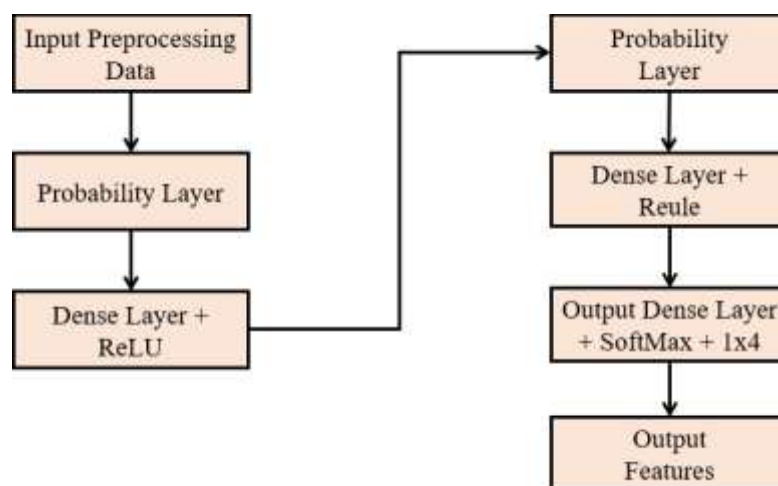 Input Preprocessing
Data
Probability Layer
Dense Layer +
ReLU
Probability
Layer
Dense Layer +
Reule
Output Dense Layer
+ SoftMax + 1x4
Output
Features